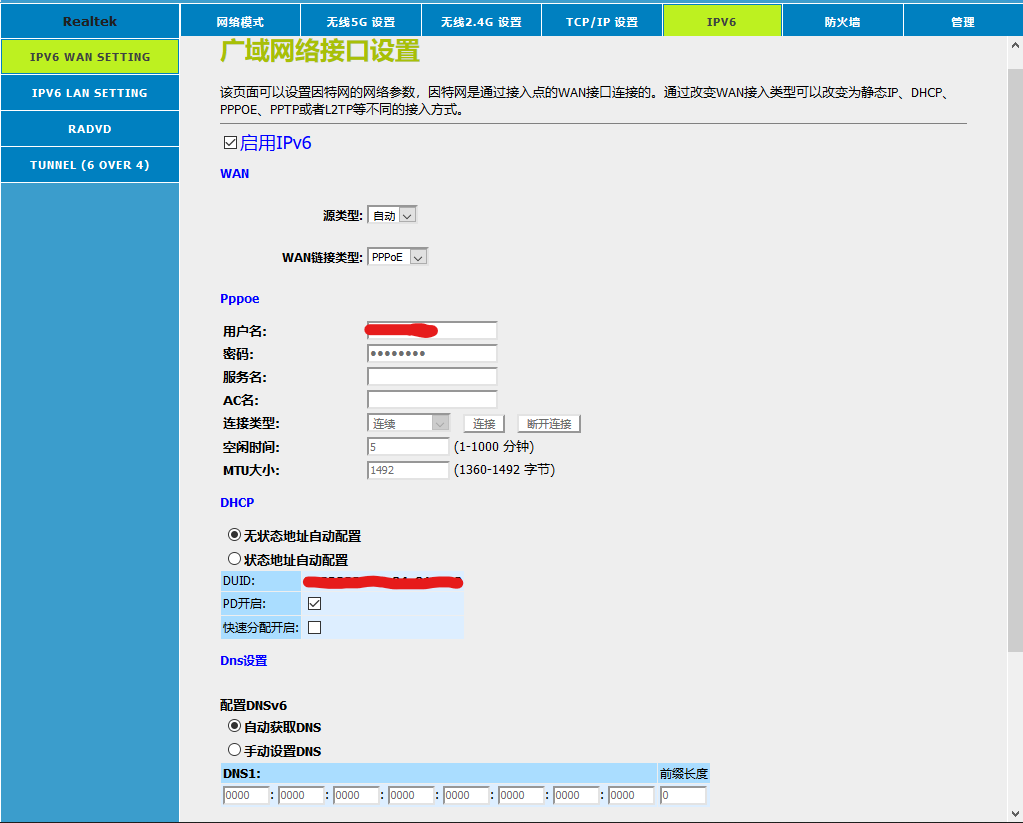 Realtek
网络模式
无线5G 设置
无线2.4G 设置
TCP/IP 设置
IPV6
防火墙
管理
IPV6 WAN SETTING
IPV6 LAN SETTING
RADVD
TUNNEL (6 OVER 4)
广域网络接口设置
该页面可以设置因特网的网络参数，因特网是通过接入点的WAN接口连接的。通过改变WAN接入类型可以改变为静态IP、DHCP、
PPPOE、PPTP或者L2TP等不同的接入方式。
启用IPv6
WAN
源类型: 自动
WAN链接类型: PPPoE
Pppoe
用户名:
密码: ••••••••
服务名:
AC名:
连接类型: 连续 连接 断开连接
空闲时间: 5 (1-1000 分钟)
MTU大小: 1492 (1360-1492 字节)
DHCP
无状态地址自动配置
状态地址自动配置
DUID:
PD开启:
快速分配开启:
Dns设置
配置DNSv6
自动获取DNS
手动设置DNS
DNS1: 前缀长度
0000 : 0000 : 0000 : 0000 : 0000 : 0000 : 0000 : 0000 0